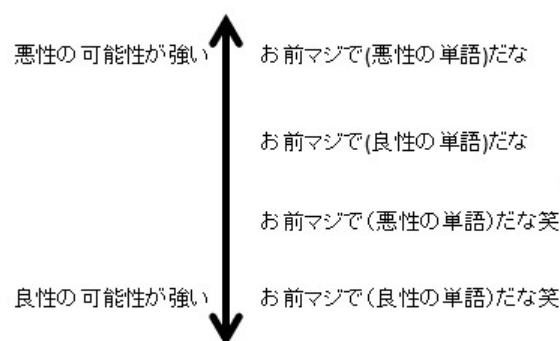 悪性の可能性が強い
お前マジで(悪性の単語)だな
お前マジで(良性の単語)だな
お前マジで（悪性の単語）だな笑
良性の可能性が強い
お前マジで（良性の単語）だな笑